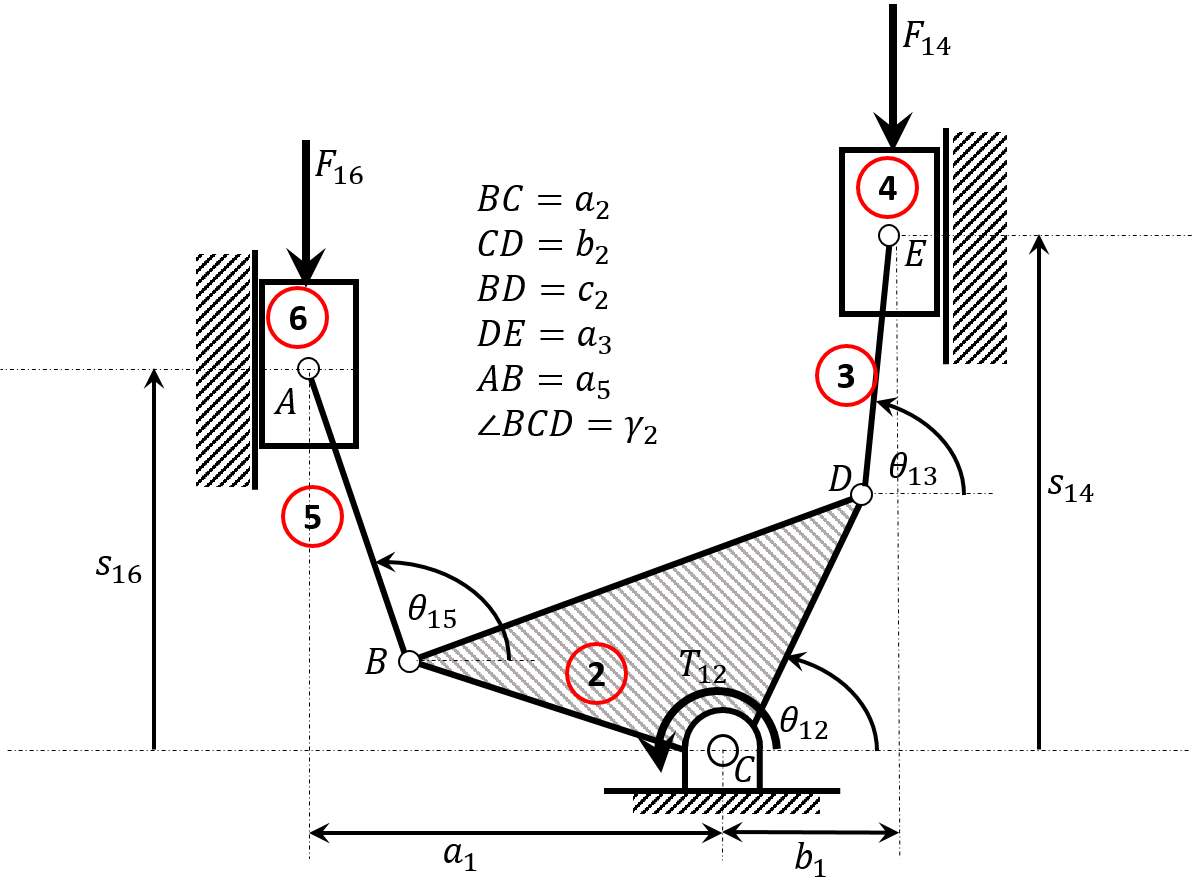 F₁₄
F₁₆
4
BC = a₂
CD = b₂
BD = c₂
DE = a₃
AB = a₅
∠BCD = γ₂
E
6
A
3
D
θ₁₃
s₁₄
5
s₁₆
θ₁₅
B
2
T₁₂
θ₁₂
C
a₁
b₁